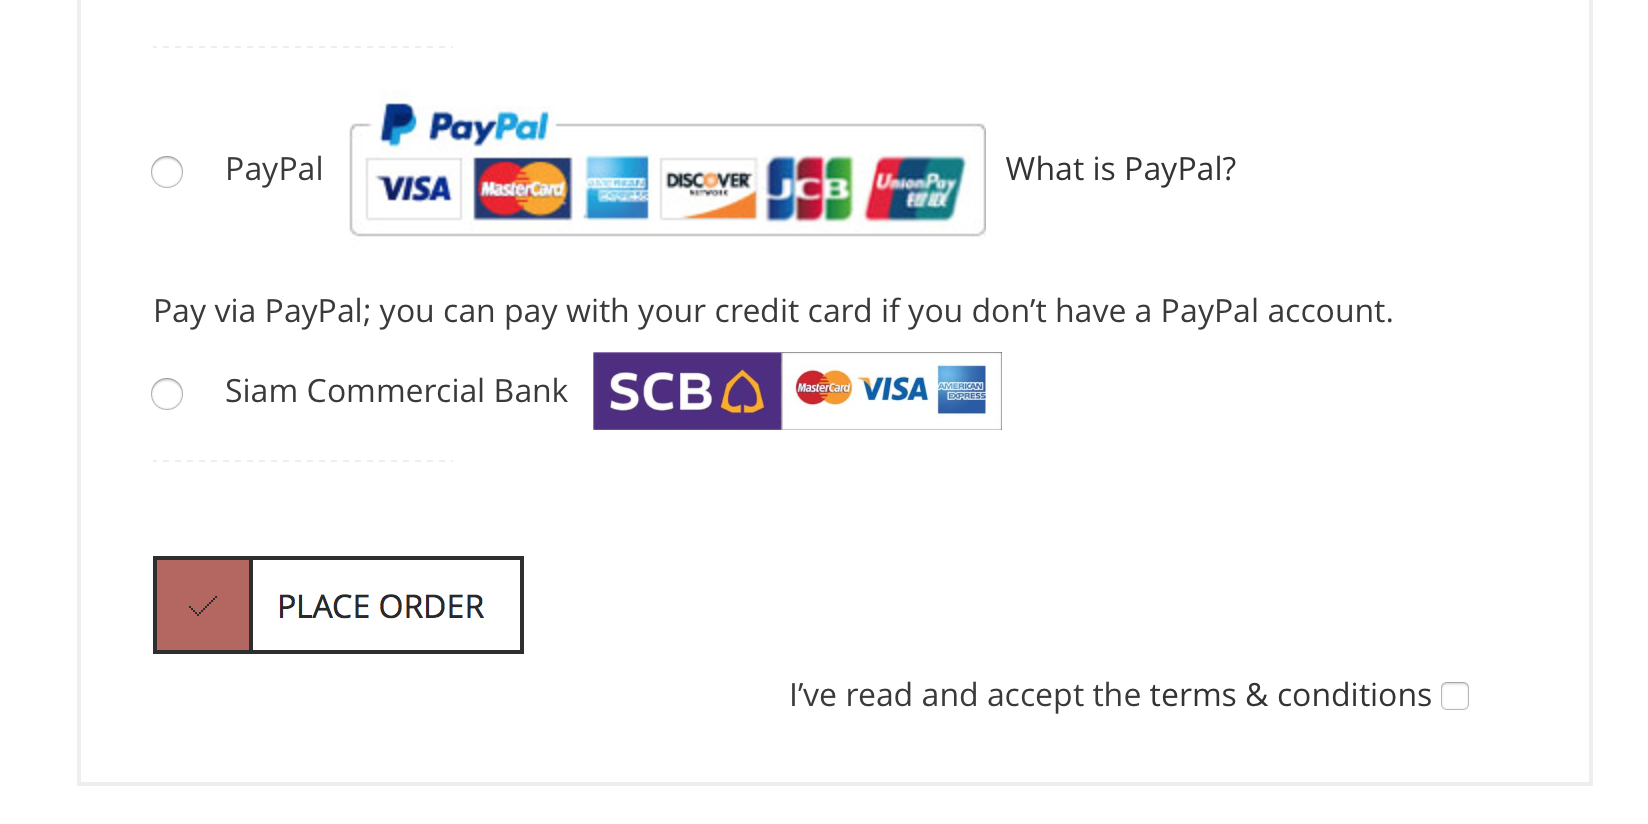 PayPal
PayPal
VISA
MasterCard
AMERICAN EXPRESS
DISCOVER
NETWORK
JCB
UnionPay
银联
What is PayPal?
Pay via PayPal; you can pay with your credit card if you don’t have a PayPal account.
Siam Commercial Bank
SCB
MasterCard
VISA
AMERICAN EXPRESS
PLACE ORDER
I’ve read and accept the terms & conditions